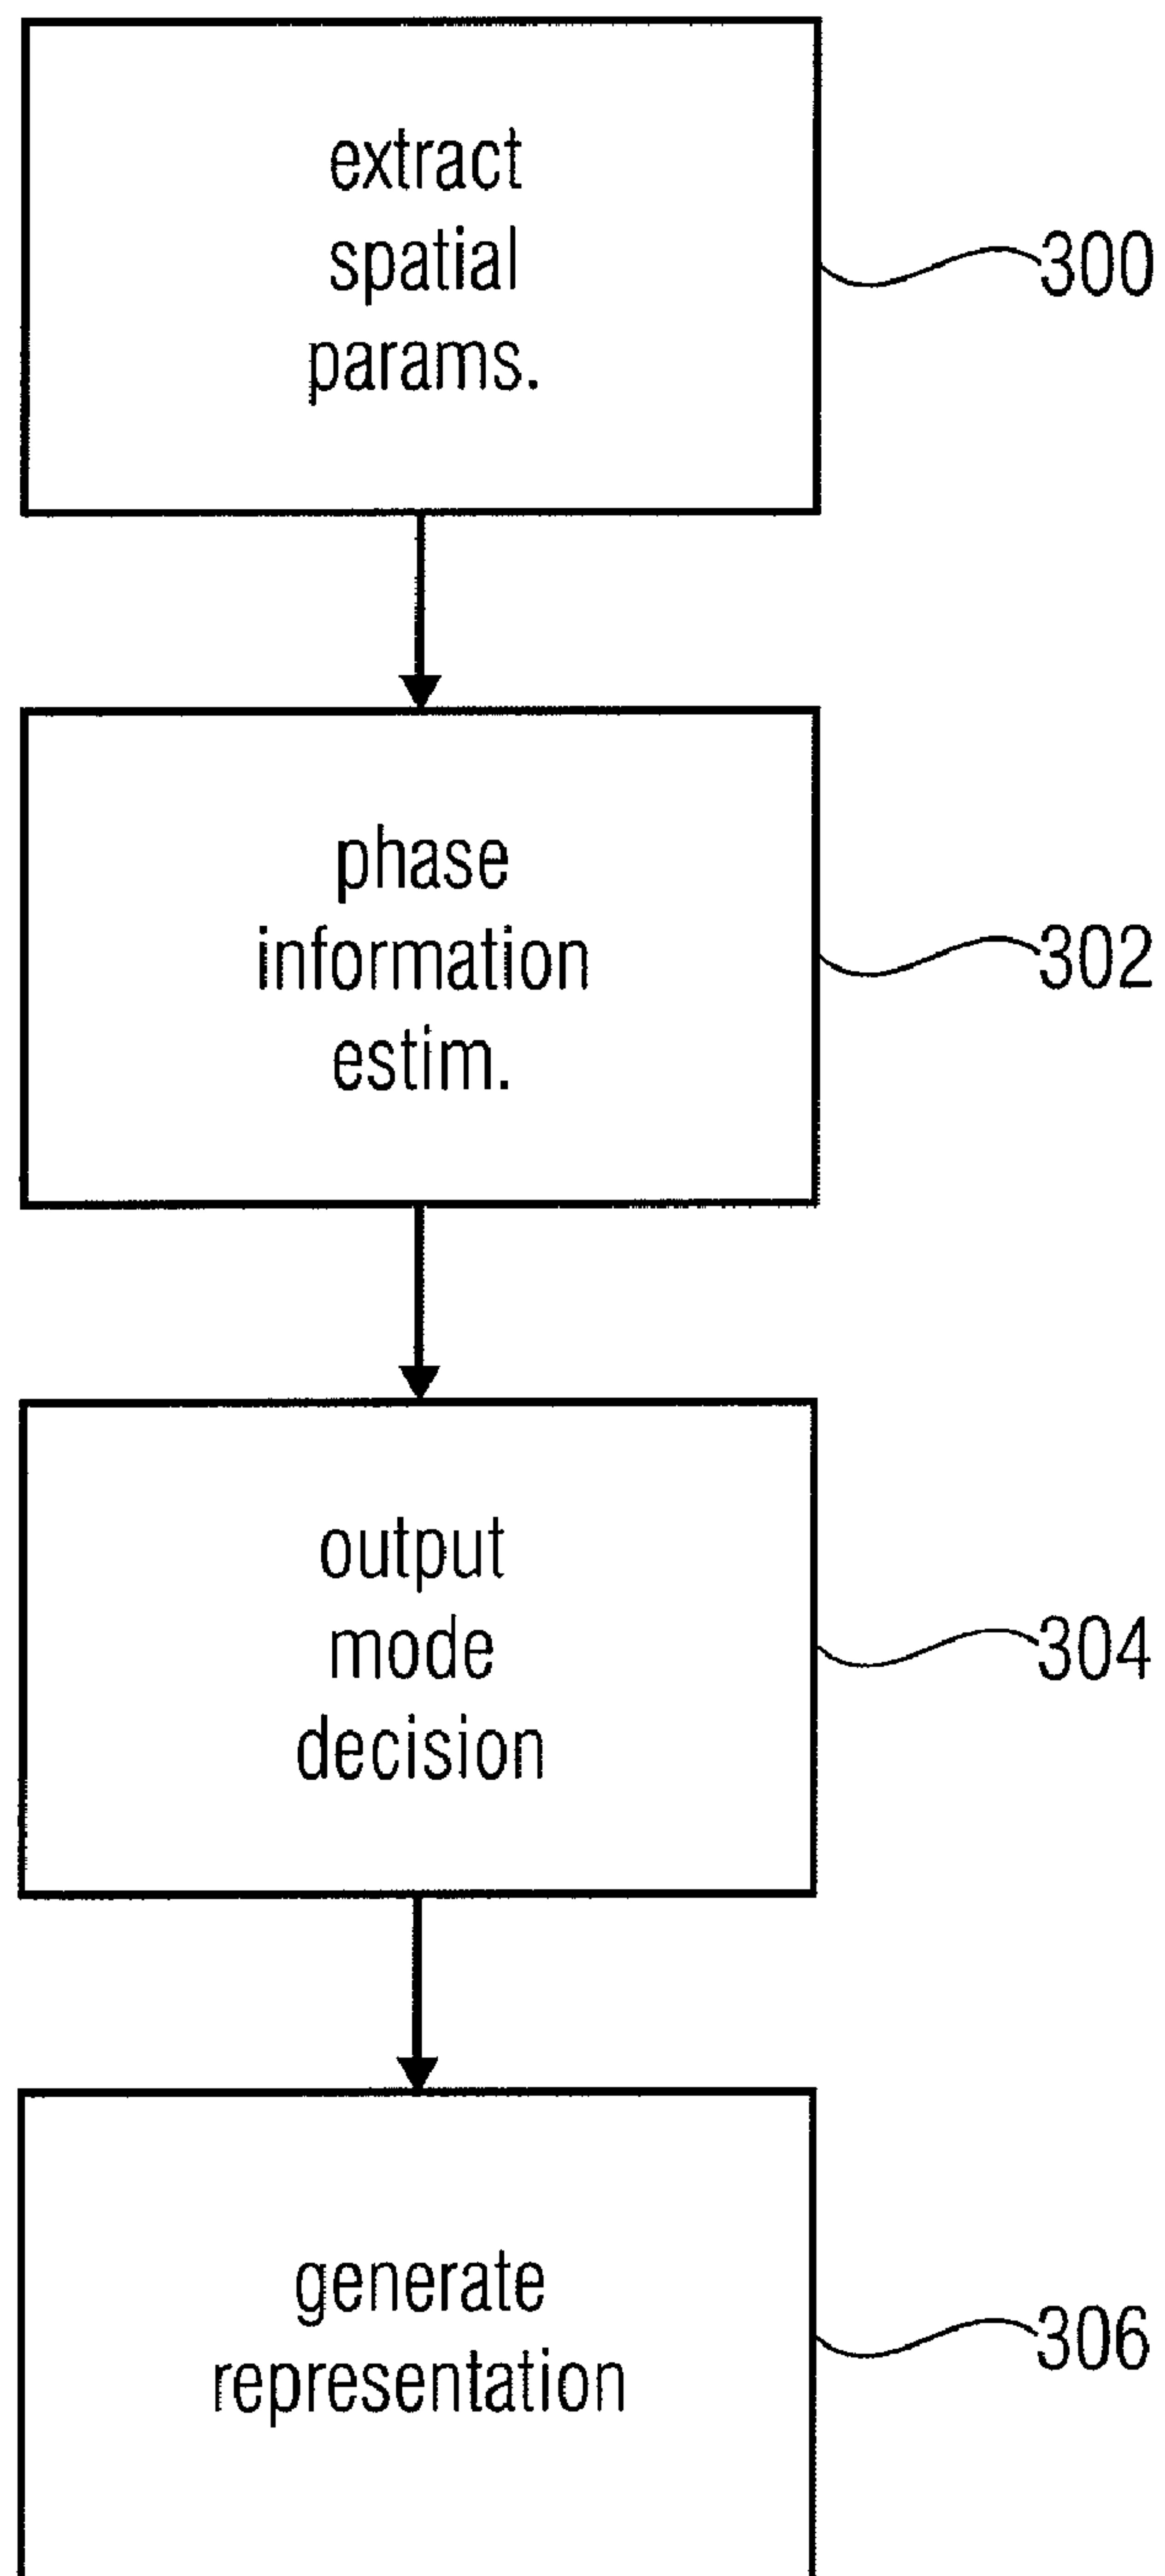 extract
spatial
params.
300
phase
information
estim.
302
output
mode
decision
304
generate
representation
306